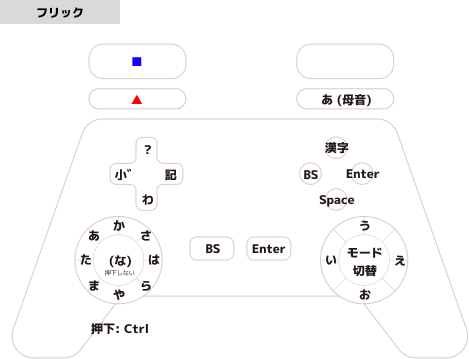 フリック
あ (母音)
?
小゛
記
わ
漢字
BS
Enter
Space
か
あ
さ
た
(な)
押下しない
は
ま
ら
や
BS
Enter
う
い
モード
切替
え
お
押下: Ctrl